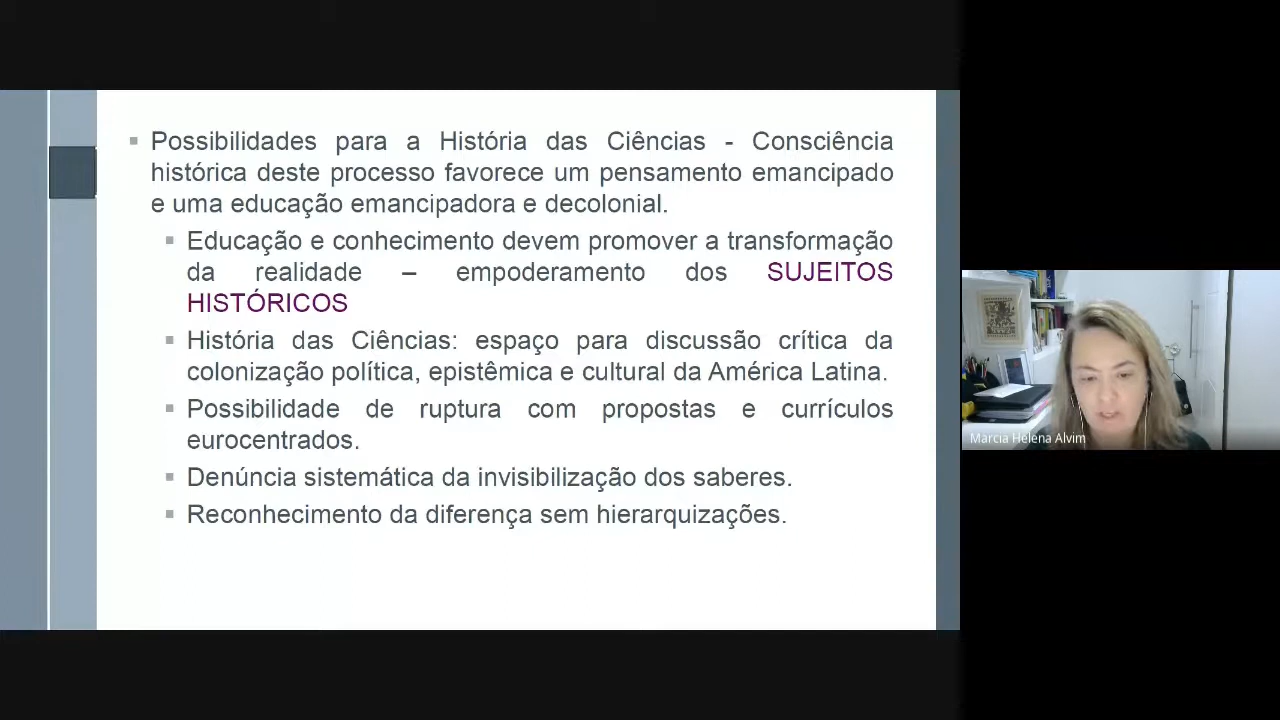 Possibilidades para a História das Ciências - Consciência
histórica deste processo favorece um pensamento emancipado
e uma educação emancipadora e decolonial.
Educação e conhecimento devem promover a transformação
da realidade – empoderamento dos SUJEITOS
HISTÓRICOS
História das Ciências: espaço para discussão crítica da
colonização política, epistêmica e cultural da América Latina.
Possibilidade de ruptura com propostas e currículos
eurocentrados.
Denúncia sistemática da invisibilização dos saberes.
Reconhecimento da diferença sem hierarquizações.
Marcia Helena Alvim